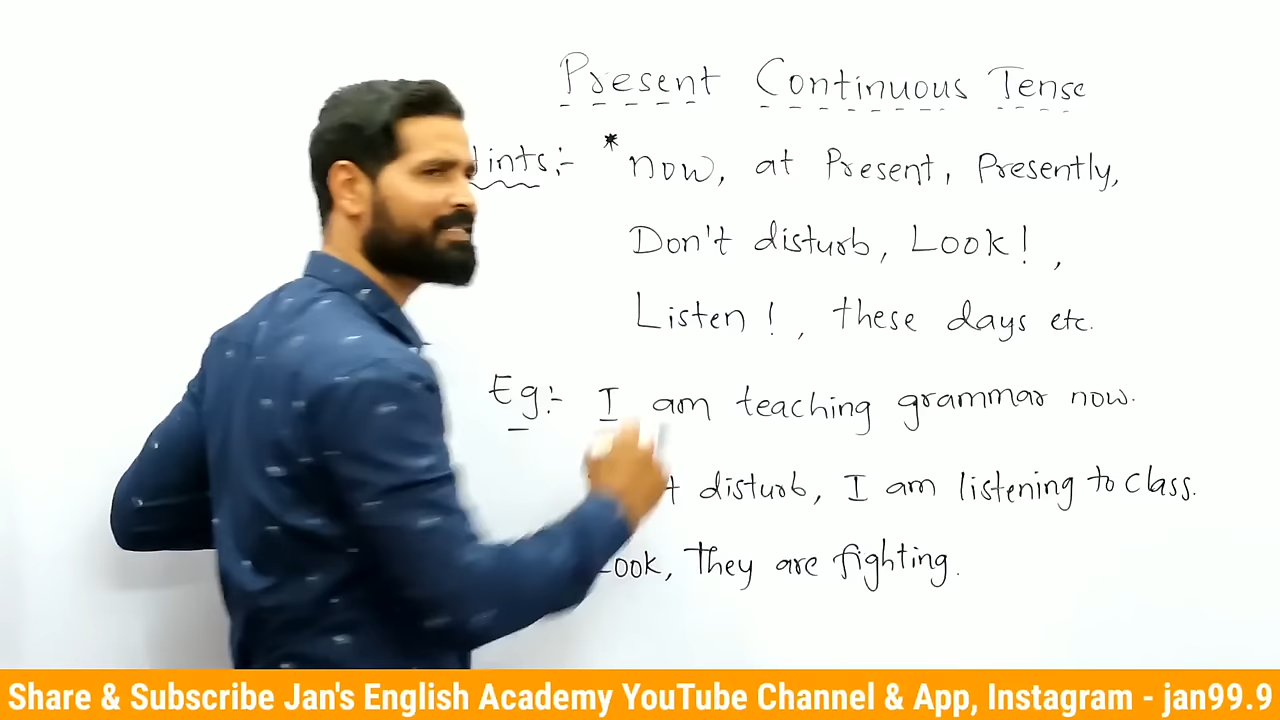 Present Continuous Tense
Hints:- * now, at Present, Presently,
Don't disturb, Look!,
Listen!, these days etc.
Eg:- I am teaching grammar now.
disturb, I am listening to class.
Look, They are fighting.
Share & Subscribe Jan's English Academy YouTube Channel & App, Instagram - jan99.9